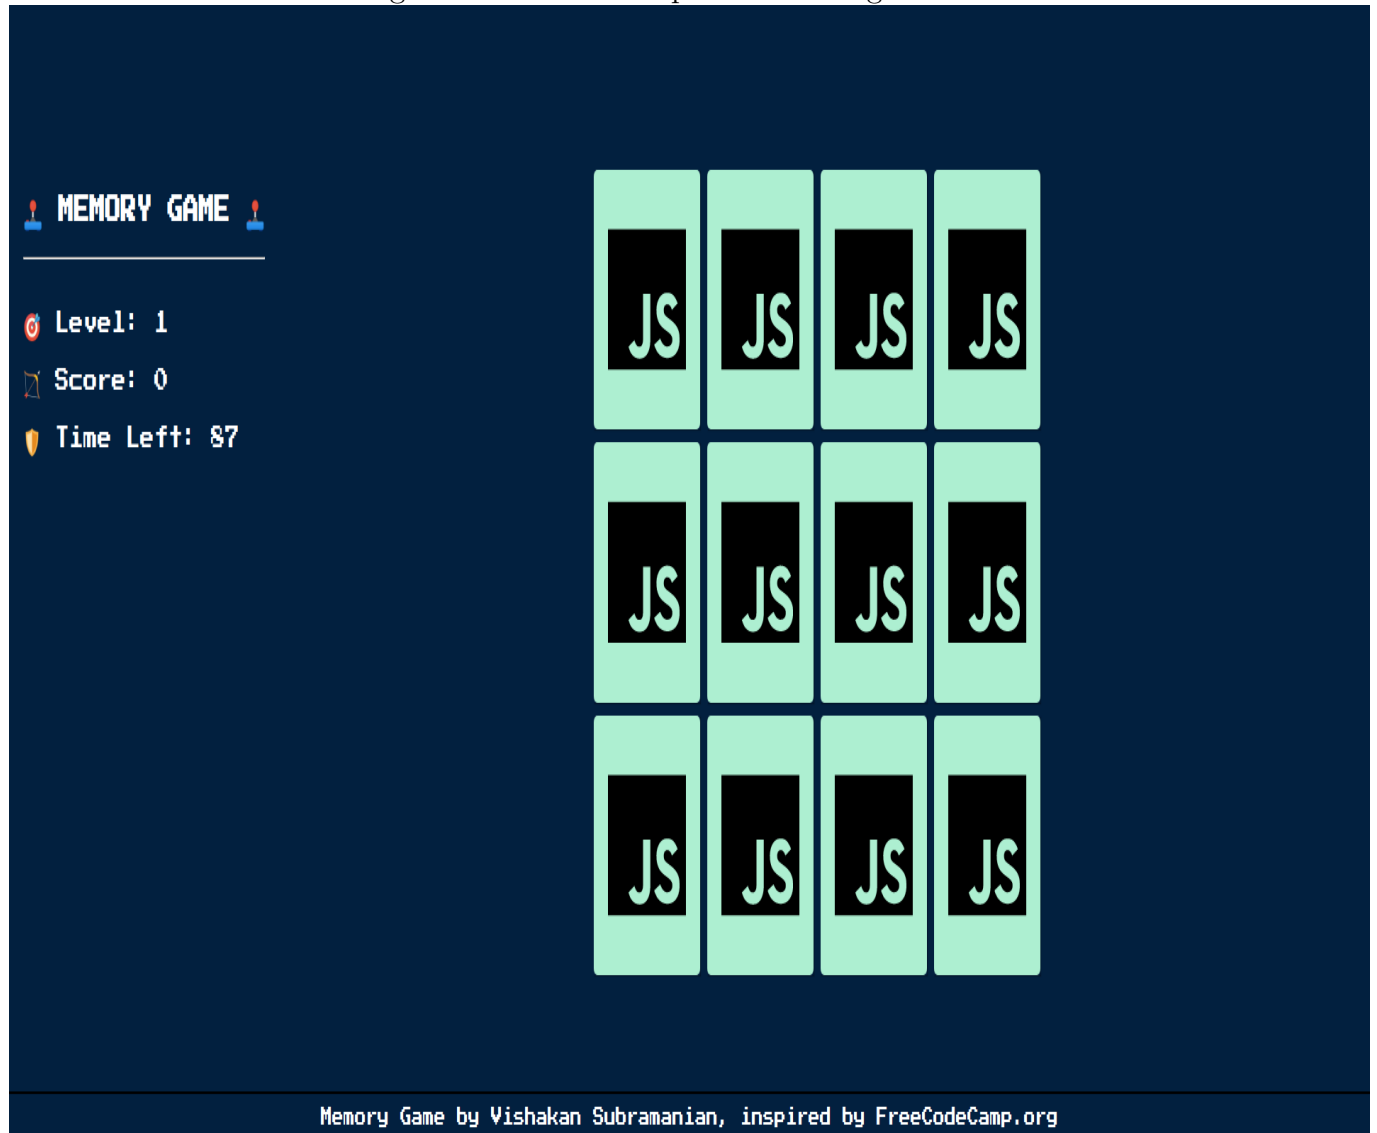 MEMORY GAME
Level: 1
Score: 0
Time Left: 87
JS JS JS JS
JS JS JS JS
JS JS JS JS
Memory Game by Vishakan Subramanian, inspired by FreeCodeCamp.org